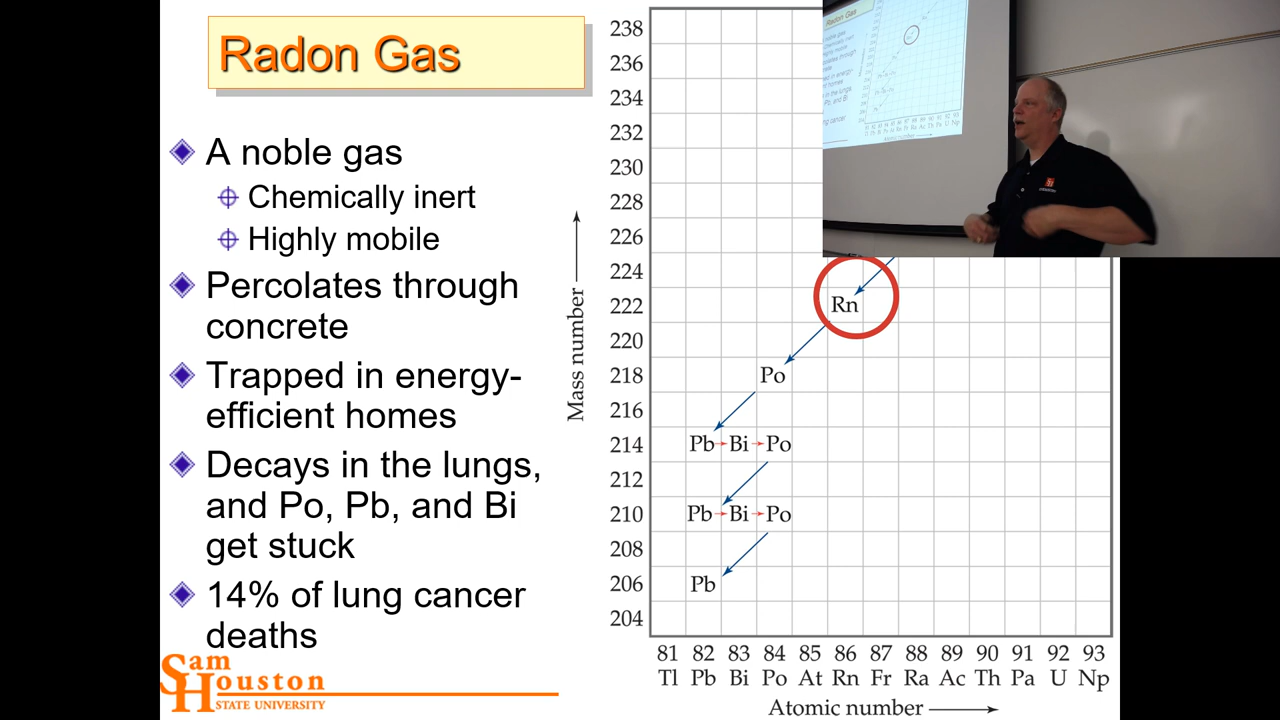 Radon Gas
A noble gas
Chemically inert
Highly mobile
Percolates through
concrete
Trapped in energy-
efficient homes
Decays in the lungs,
and Po, Pb, and Bi
get stuck
14% of lung cancer
deaths
Sam
Houston
STATE UNIVERSITY
Mass number
238
236
234
232
230
228
226
224
222
220
218
216
214
212
210
208
206
204
Rn
Po
Pb Bi Po
Pb Bi Po
Pb
81 82 83 84 85 86 87 88 89 90 91 92 93
Tl Pb Bi Po At Rn Fr Ra Ac Th Pa U Np
Atomic number
Radon Gas